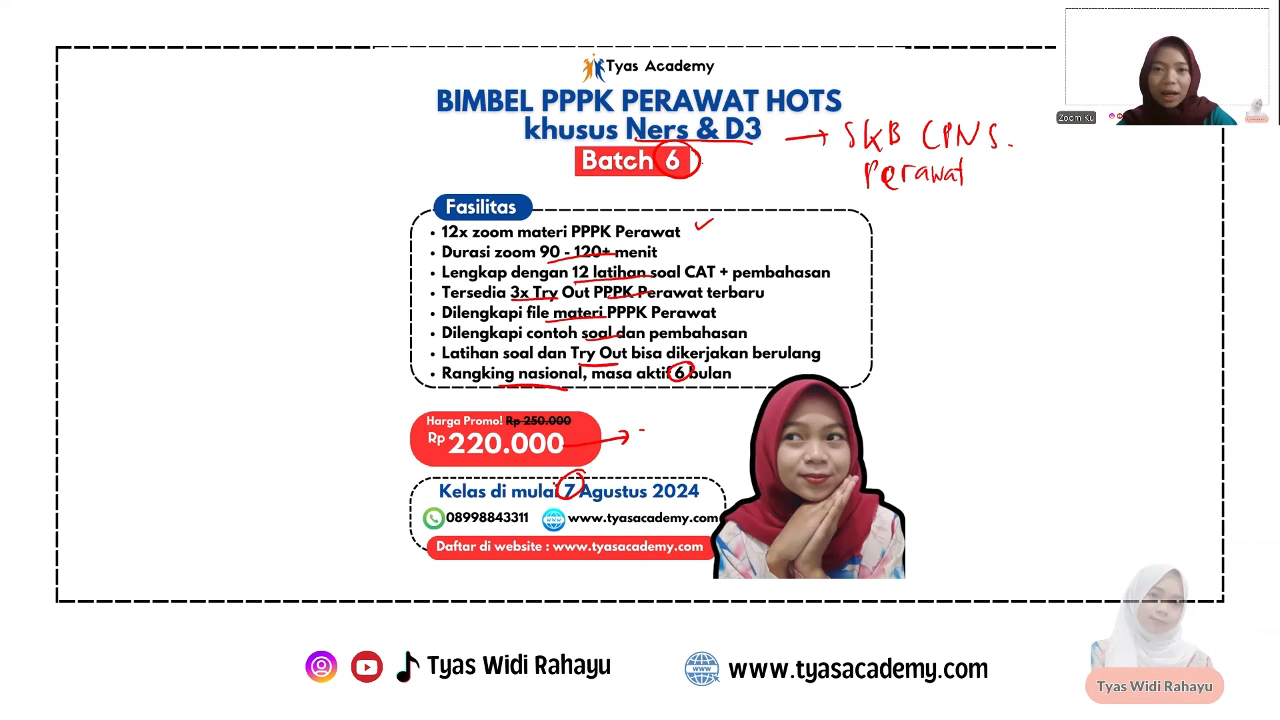 Tyas Academy
BIMBEL PPPK PERAWAT HOTS
khusus Ners & D3
Batch 6
→ SKB CPNS.
Perawat
Zoom Ku
Fasilitas
• 12x zoom materi PPPK Perawat
• Durasi zoom 90 - 120+ menit
• Lengkap dengan 12 latihan soal CAT + pembahasan
• Tersedia 3x Try Out PPPK Perawat terbaru
• Dilengkapi file materi PPPK Perawat
• Dilengkapi contoh soal dan pembahasan
• Latihan soal dan Try Out bisa dikerjakan berulang
• Rangking nasional, masa aktif 6 bulan
Harga Promo! Rp 250.000
Rp 220.000
Kelas di mulai 7 Agustus 2024
08998843311 www.tyasacademy.com
Daftar di website : www.tyasacademy.com
Tyas Widi Rahayu www.tyasacademy.com
Tyas Widi Rahayu